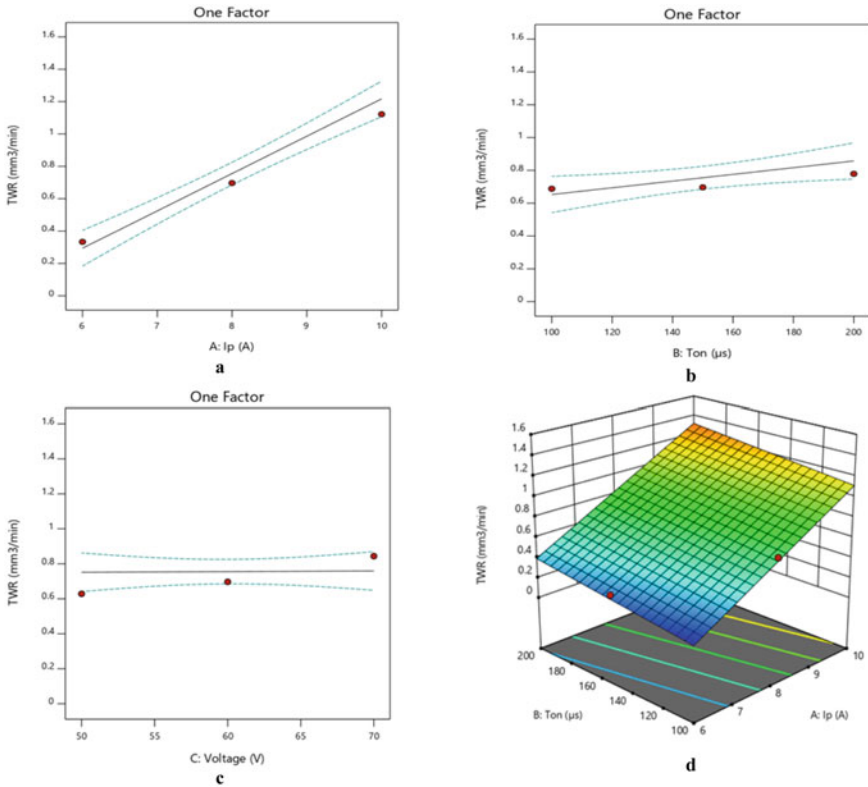 One Factor
1.6
1.4
1.2
1
0.8
0.6
0.4
0.2
0
TWR (mm3/min)
6 7 8 9 10
A: Ip (A)
a
One Factor
1.6
1.4
1.2
1
0.8
0.6
0.4
0.2
0
TWR (mm3/min)
100 120 140 160 180 200
B: Ton (µs)
b
One Factor
1.6
1.4
1.2
1
0.8
0.6
0.4
0.2
0
TWR (mm3/min)
50 55 60 65 70
C: Voltage (V)
c
1.6
1.4
1.2
1
0.8
0.6
0.4
0.2
0
TWR (mm3/min)
200 180 160 140 120 100
B: Ton (µs)
6 7 8 9 10
A: Ip (A)
d